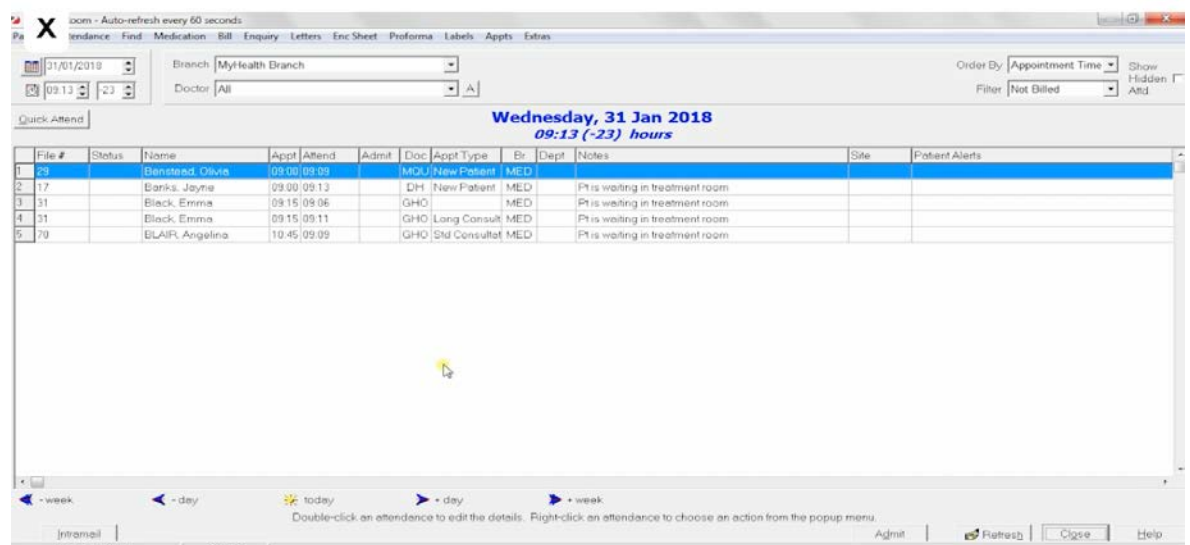 X oom - Auto-refresh every 60 seconds
Pa endance Find Medication Bill Enquiry Letters Enc Sheet Proforma Labels Appts Extras
31/01/2018 Branch MyHealth Branch Order By Appointment Time Show
Hidden
09:13 -23 Doctor All A Filter Not Billed Attd
Quick Attend Wednesday, 31 Jan 2018
09:13 (-23) hours
File # Status Name Appt Attend Admit Doc Appt Type Br Dept Notes Site Patient Alerts
1 29 Benstead, Olivia 09:00 09:09 MQU New Patient MED
2 17 Banks, Jayne 09:00 09:13 DH New Patient MED Pt is waiting in treatment room
3 31 Black, Emma 09:15 09:06 GHO MED Pt is waiting in treatment room
4 31 Black, Emma 09:15 09:11 GHO Long Consult MED Pt is waiting in treatment room
5 70 BLAIR, Angelina 10:45 09:09 GHO Std Consultat MED Pt is waiting in treatment room
- week - day today + day + week
Double-click an attendance to edit the details. Right-click an attendance to choose an action from the popup menu.
Intramail Admit Refresh Close Help